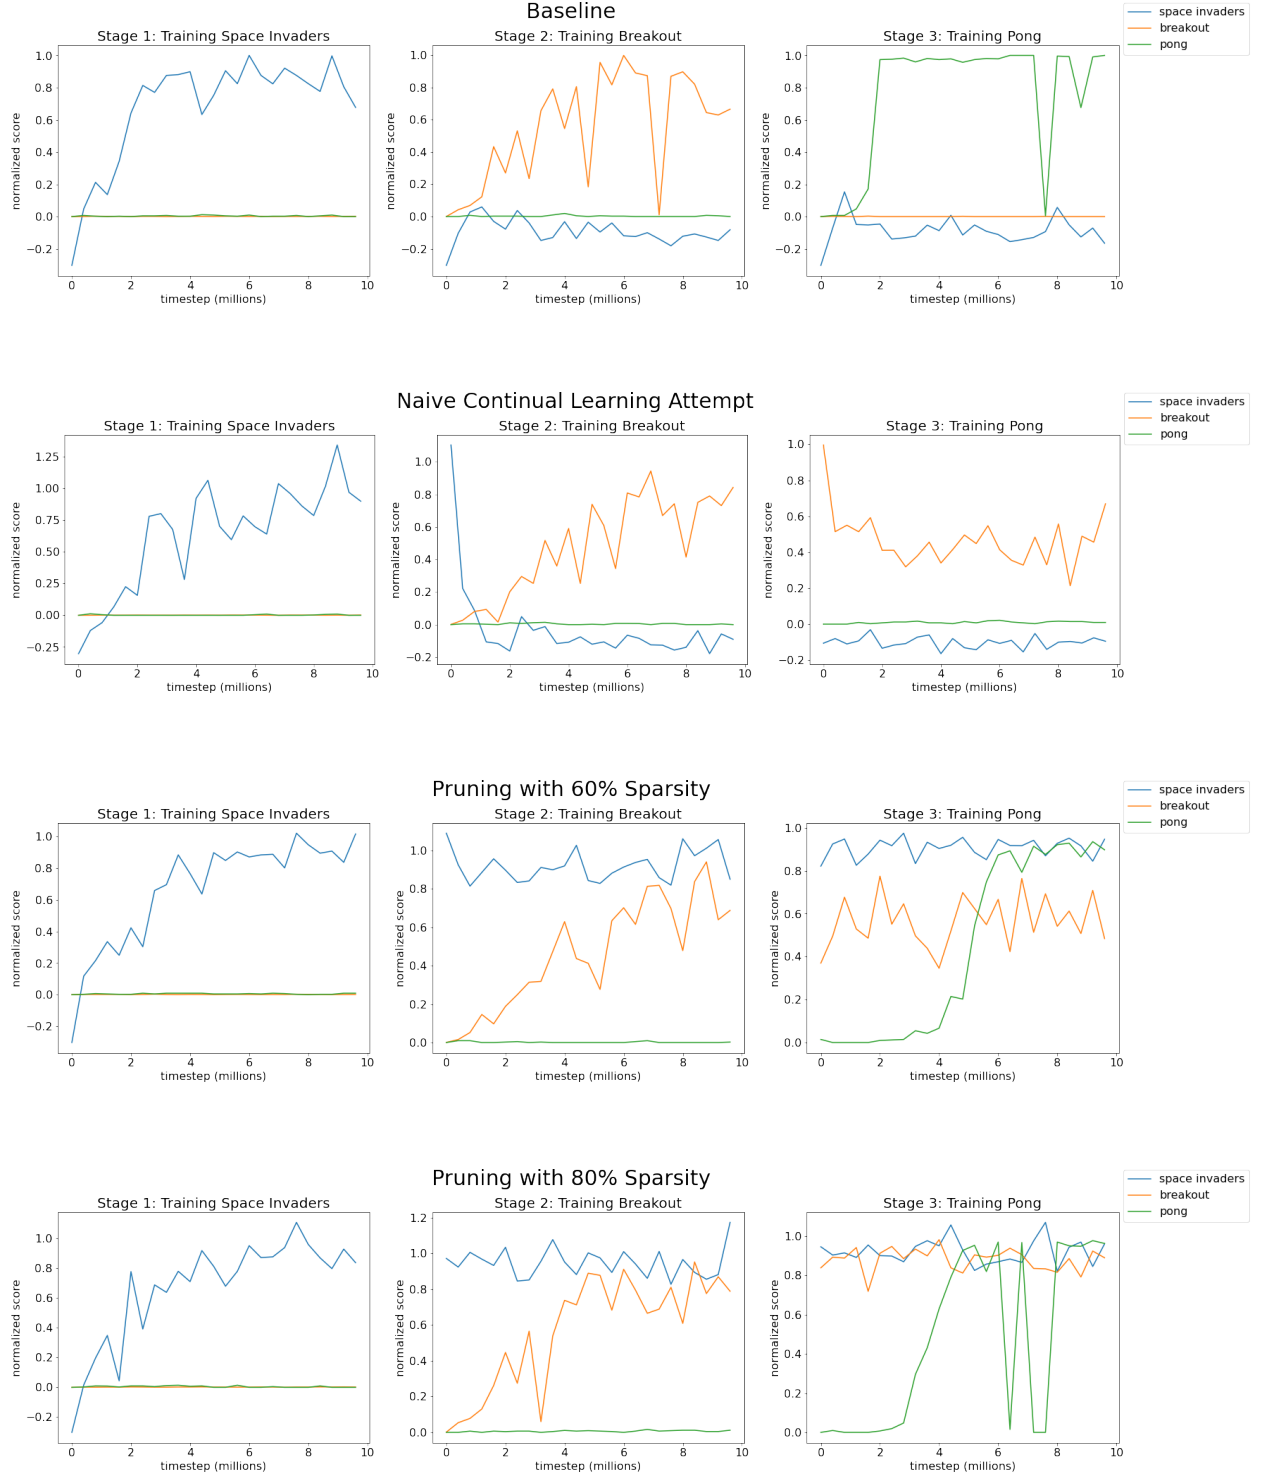 Baseline
Stage 1: Training Space Invaders
Stage 2: Training Breakout
Stage 3: Training Pong
space invaders
breakout
pong
normalized score
1.0
0.8
0.6
0.4
0.2
0.0
−0.2
0 2 4 6 8 10
timestep (millions)
normalized score
1.0
0.8
0.6
0.4
0.2
0.0
−0.2
0 2 4 6 8 10
timestep (millions)
normalized score
1.0
0.8
0.6
0.4
0.2
0.0
−0.2
0 2 4 6 8 10
timestep (millions)
Naive Continual Learning Attempt
Stage 1: Training Space Invaders
Stage 2: Training Breakout
Stage 3: Training Pong
space invaders
breakout
pong
normalized score
1.25
1.00
0.75
0.50
0.25
0.00
−0.25
0 2 4 6 8 10
timestep (millions)
normalized score
1.0
0.8
0.6
0.4
0.2
0.0
−0.2
0 2 4 6 8 10
timestep (millions)
normalized score
1.0
0.8
0.6
0.4
0.2
0.0
−0.2
0 2 4 6 8 10
timestep (millions)
Pruning with 60% Sparsity
Stage 1: Training Space Invaders
Stage 2: Training Breakout
Stage 3: Training Pong
space invaders
breakout
pong
normalized score
1.0
0.8
0.6
0.4
0.2
0.0
−0.2
0 2 4 6 8 10
timestep (millions)
normalized score
1.0
0.8
0.6
0.4
0.2
0.0
0 2 4 6 8 10
timestep (millions)
normalized score
1.0
0.8
0.6
0.4
0.2
0.0
0 2 4 6 8 10
timestep (millions)
Pruning with 80% Sparsity
Stage 1: Training Space Invaders
Stage 2: Training Breakout
Stage 3: Training Pong
space invaders
breakout
pong
normalized score
1.0
0.8
0.6
0.4
0.2
0.0
−0.2
0 2 4 6 8 10
timestep (millions)
normalized score
1.2
1.0
0.8
0.6
0.4
0.2
0.0
0 2 4 6 8 10
timestep (millions)
normalized score
1.0
0.8
0.6
0.4
0.2
0.0
0 2 4 6 8 10
timestep (millions)